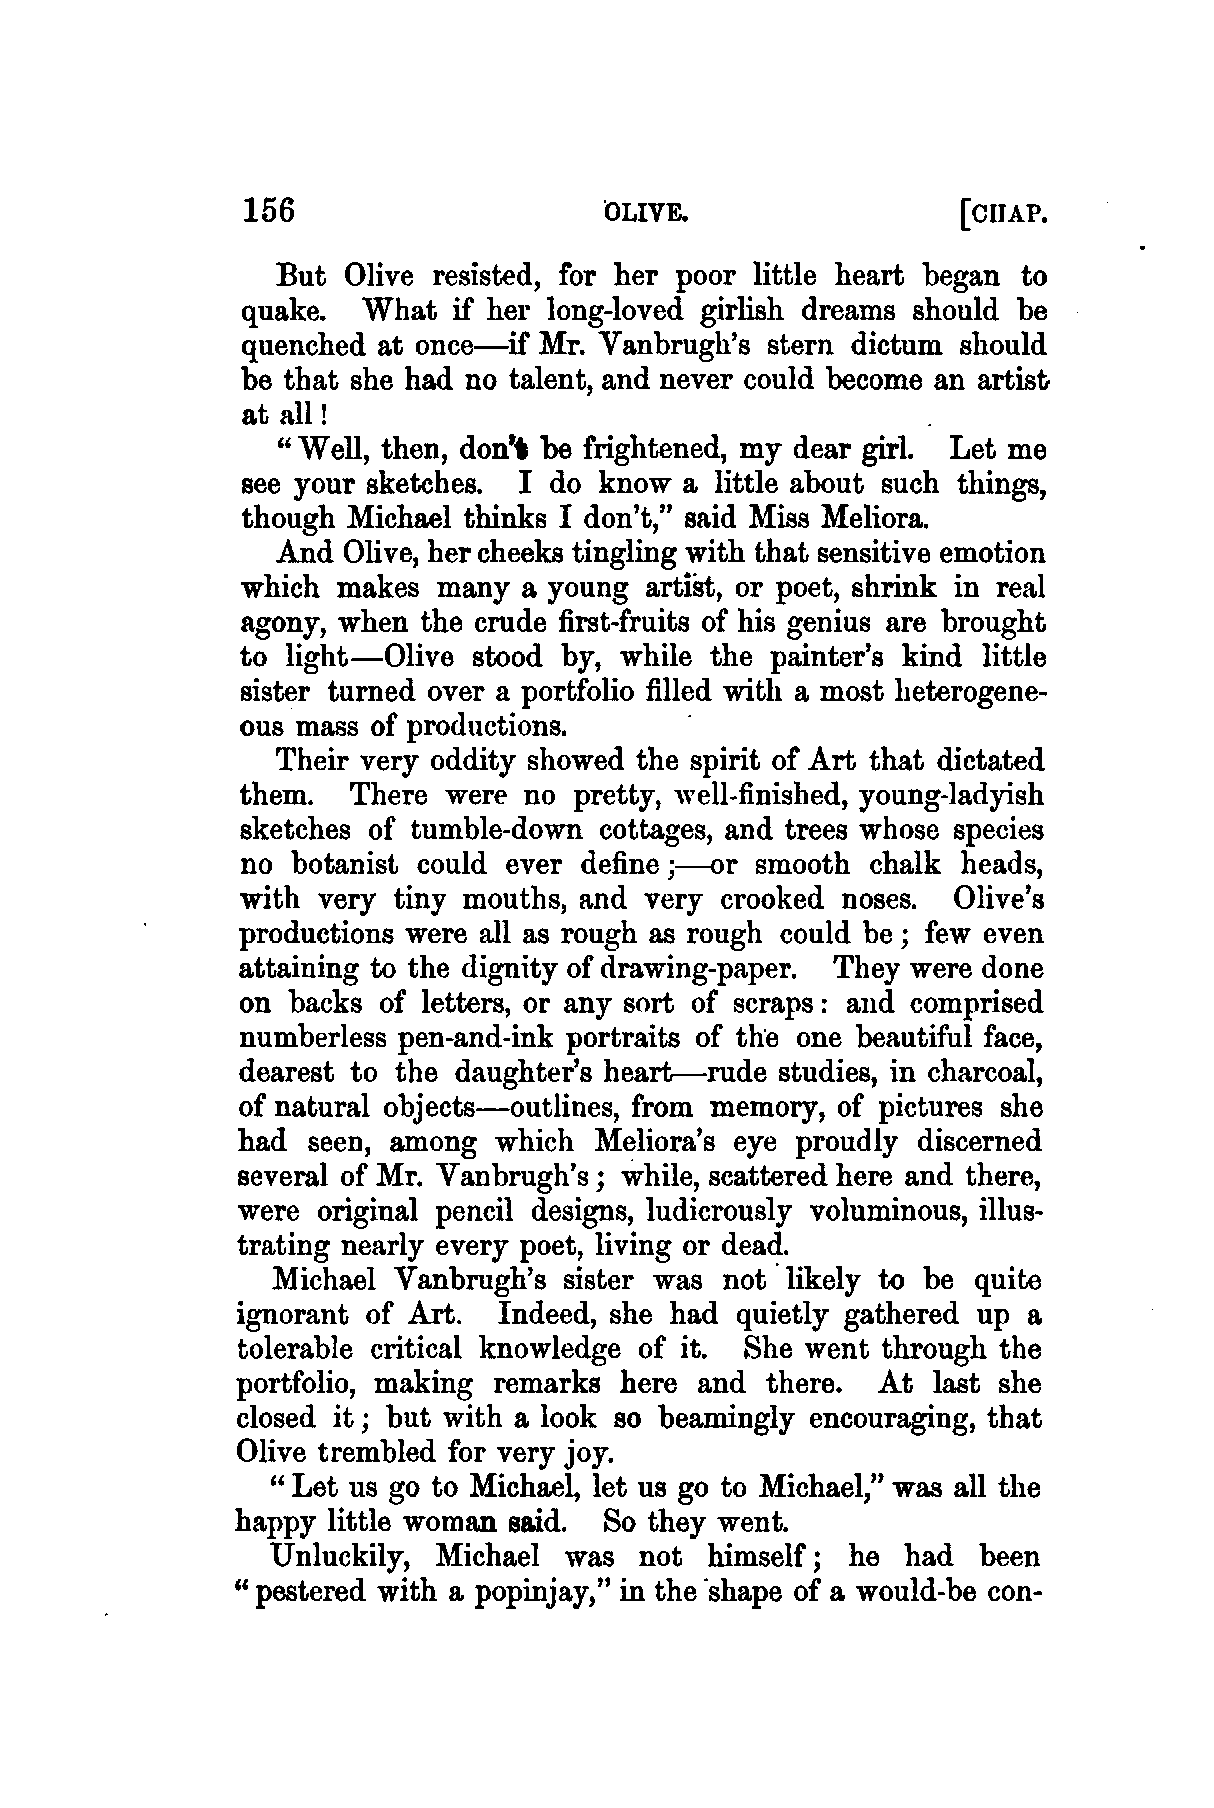 156 OLIVE. [CHAP.
But Olive resisted, for her poor little heart began to
quake. What if her long-loved girlish dreams should be
quenched at once—if Mr. Vanbrugh's stern dictum should
be that she had no talent, and never could become an artist
at all!
"Well, then, don't be frightened, my dear girl. Let me
see your sketches. I do know a little about such things,
though Michael thinks I don't," said Miss Meliora.
And Olive, her cheeks tingling with that sensitive emotion
which makes many a young artist, or poet, shrink in real
agony, when the crude first-fruits of his genius are brought
to light—Olive stood by, while the painter's kind little
sister turned over a portfolio filled with a most heterogene-
ous mass of productions.
Their very oddity showed the spirit of Art that dictated
them. There were no pretty, well-finished, young-ladyish
sketches of tumble-down cottages, and trees whose species
no botanist could ever define;—or smooth chalk heads,
with very tiny mouths, and very crooked noses. Olive's
productions were all as rough as rough could be; few even
attaining to the dignity of drawing-paper. They were done
on backs of letters, or any sort of scraps: and comprised
numberless pen-and-ink portraits of the one beautiful face,
dearest to the daughter's heart—rude studies, in charcoal,
of natural objects—outlines, from memory, of pictures she
had seen, among which Meliora's eye proudly discerned
several of Mr. Vanbrugh's; while, scattered here and there,
were original pencil designs, ludicrously voluminous, illus-
trating nearly every poet, living or dead.
Michael Vanbrugh's sister was not likely to be quite
ignorant of Art. Indeed, she had quietly gathered up a
tolerable critical knowledge of it. She went through the
portfolio, making remarks here and there. At last she
closed it; but with a look so beamingly encouraging, that
Olive trembled for very joy.
"Let us go to Michael, let us go to Michael," was all the
happy little woman said. So they went.
Unluckily, Michael was not himself; he had been
"pestered with a popinjay," in the shape of a would-be con-